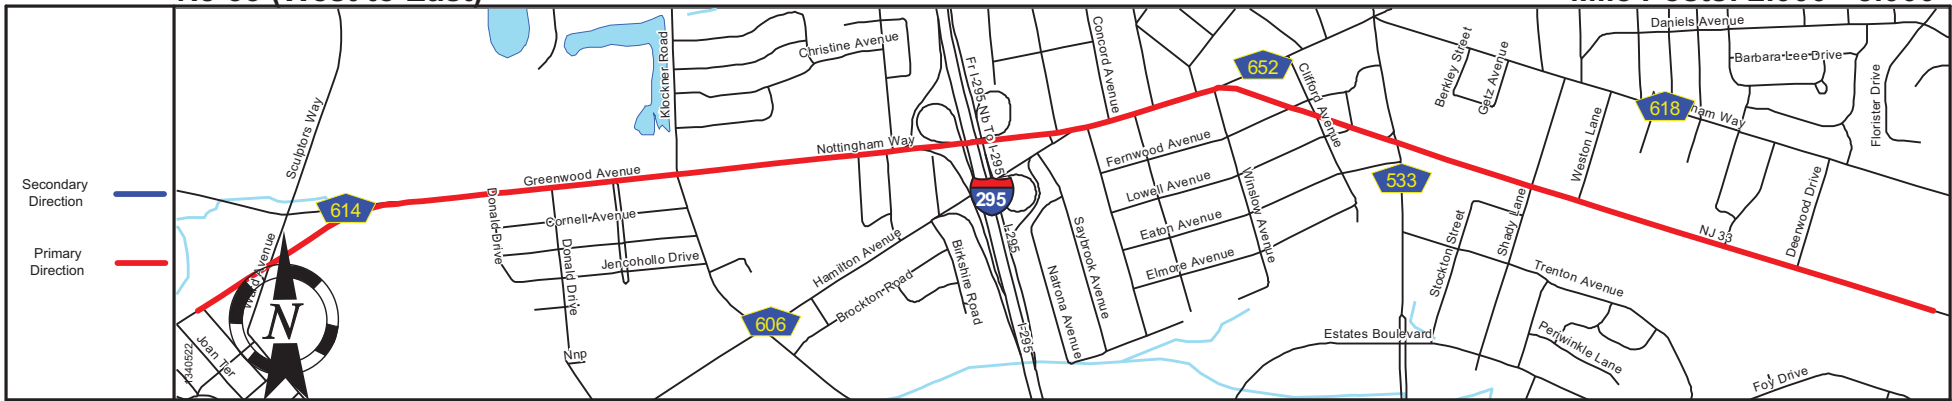 Secondary
Direction
Primary
Direction
Sculptors Way
Ward Avenue
Joan Ter
1340522
N
614
Greenwood Avenue
Donald Drive
Cornell Avenue
Donald Drive
Jencohollo Drive
Nnp
606
Klockner Road
Christine Avenue
Nottingham Way
Hamilton Avenue
Brockton Road
Birkshire Road
Fr I-295 Nb To I-295
295
I-295
I-295
Natrona Avenue
Saybrook Avenue
Concord Avenue
Fernwood Avenue
Lowell Avenue
Eaton Avenue
Elmore Avenue
Winslow Avenue
652
Clifford Avenue
533
Berkley Street
Getz Avenue
Stockton Street
Shady Lane
Weston Lane
Estates Boulevard
Trenton Avenue
Periwinkle Lane
Foy Drive
NJ 33
Deerwood Drive
618
ham Way
Daniels Avenue
Barbara Lee Drive
Florister Drive